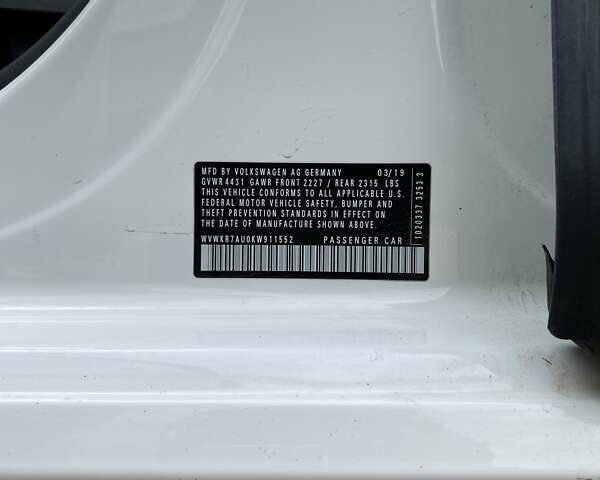 MFD BY VOLKSWAGEN AG GERMANY 03/19
GVWR 4431 GAWR FRONT 2227 / REAR 2315 LBS
THIS VEHICLE CONFORMS TO ALL APPLICABLE U.S.
FEDERAL MOTOR VEHICLE SAFETY, BUMPER AND
THEFT PREVENTION STANDARDS IN EFFECT ON
THE DATE OF MANUFACTURE SHOWN ABOVE.
WVWKR7AU0KW911552 PASSENGER CAR
1020337 3253 3